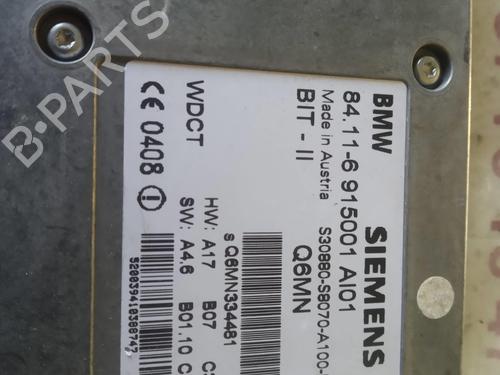 BMW SIEMENS
84.11-6 915001 AI01
Made in Austria S30880-S8070-A100-
BIT - II Q6MN
s Q6MN334481
WDCT HW: A17 B07 C
SW: A4,6 B01.10 C
CE 0408
S200394103B8747
B-PARTS